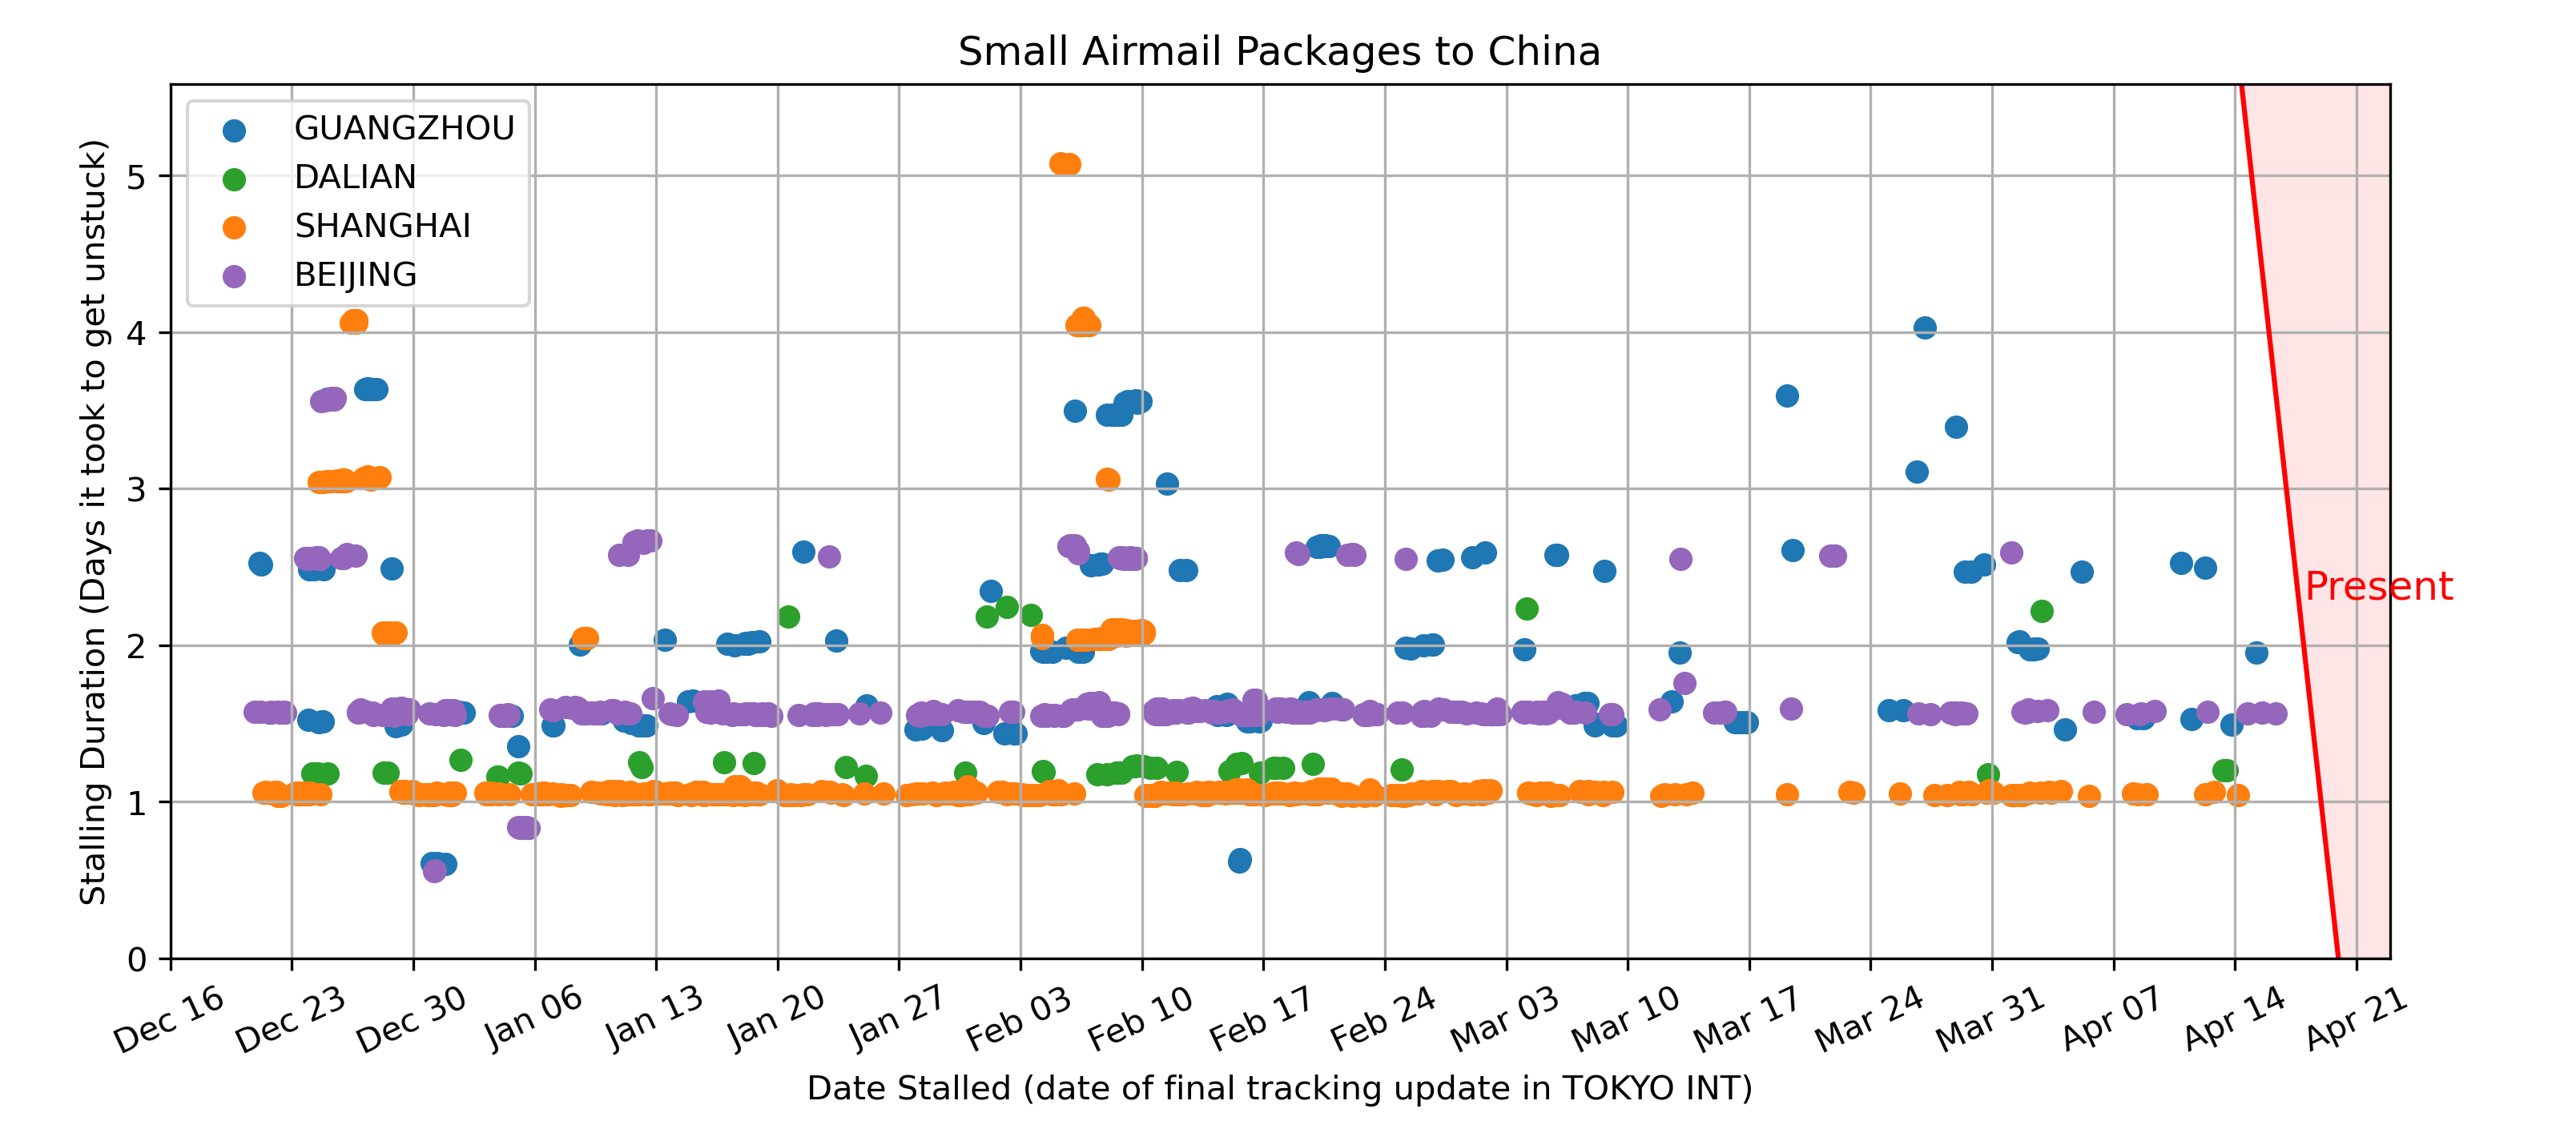 Small Airmail Packages to China
GUANGZHOU
DALIAN
SHANGHAI
BEIJING
Stalling Duration (Days it took to get unstuck)
5
4
3
2
1
0
Present
Dec 16
Dec 23
Dec 30
Jan 06
Jan 13
Jan 20
Jan 27
Feb 03
Feb 10
Feb 17
Feb 24
Mar 03
Mar 10
Mar 17
Mar 24
Mar 31
Apr 07
Apr 14
Apr 21
Date Stalled (date of final tracking update in TOKYO INT)